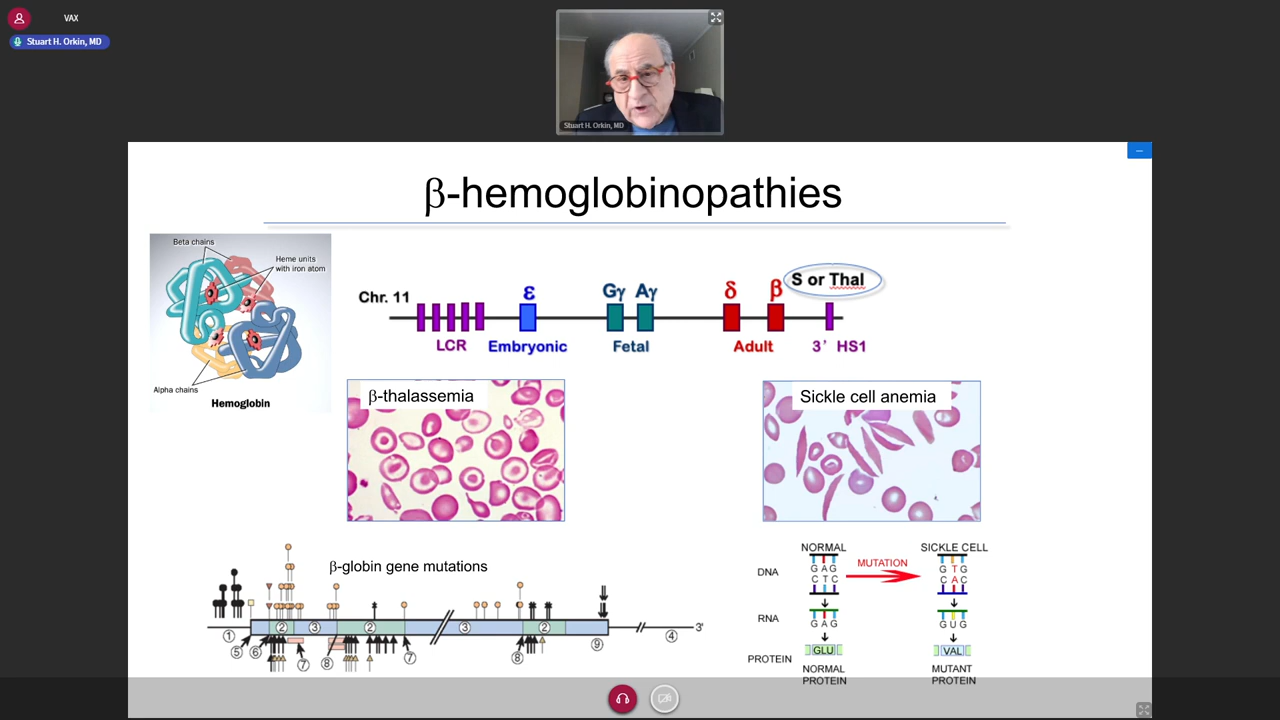 VAX
Stuart H. Orkin, MD
Stuart H. Orkin, MD
β-hemoglobinopathies
Beta chains
Heme units
with iron atom
Alpha chains
Hemoglobin
S or Thal
ε
Gγ Aγ
δ
β
Chr. 11
LCR
Embryonic
Fetal
Adult
3' HS1
β-thalassemia
Sickle cell anemia
β-globin gene mutations
1
2
3
2
3
2
9
4
3'
5
6
7
8
7
8
NORMAL
SICKLE CELL
MUTATION
DNA
G A G
C T C
G T G
C A C
RNA
G A G
G U G
PROTEIN
GLU
VAL
NORMAL
PROTEIN
MUTANT
PROTEIN